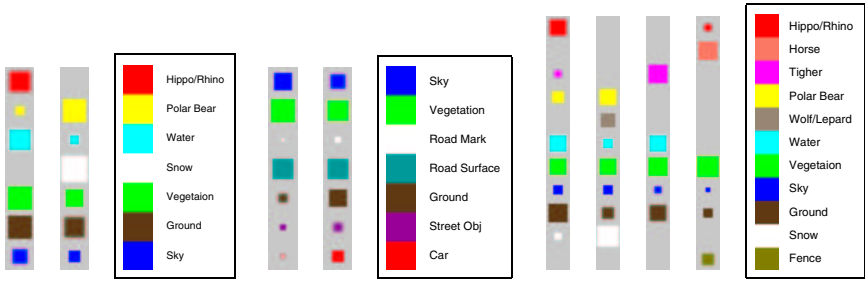 Hippo/Rhino
Polar Bear
Water
Snow
Vegetaion
Ground
Sky
Sky
Vegetation
Road Mark
Road Surface
Ground
Street Obj
Car
Hippo/Rhino
Horse
Tigher
Polar Bear
Wolf/Lepard
Water
Vegetaion
Sky
Ground
Snow
Fence